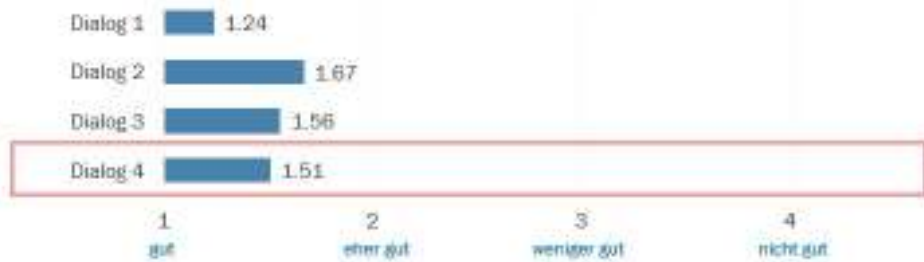 Dialog 1 1.24
Dialog 2 1.67
Dialog 3 1.56
Dialog 4 1.51
1 2 3 4
gut eher gut weniger gut nicht gut